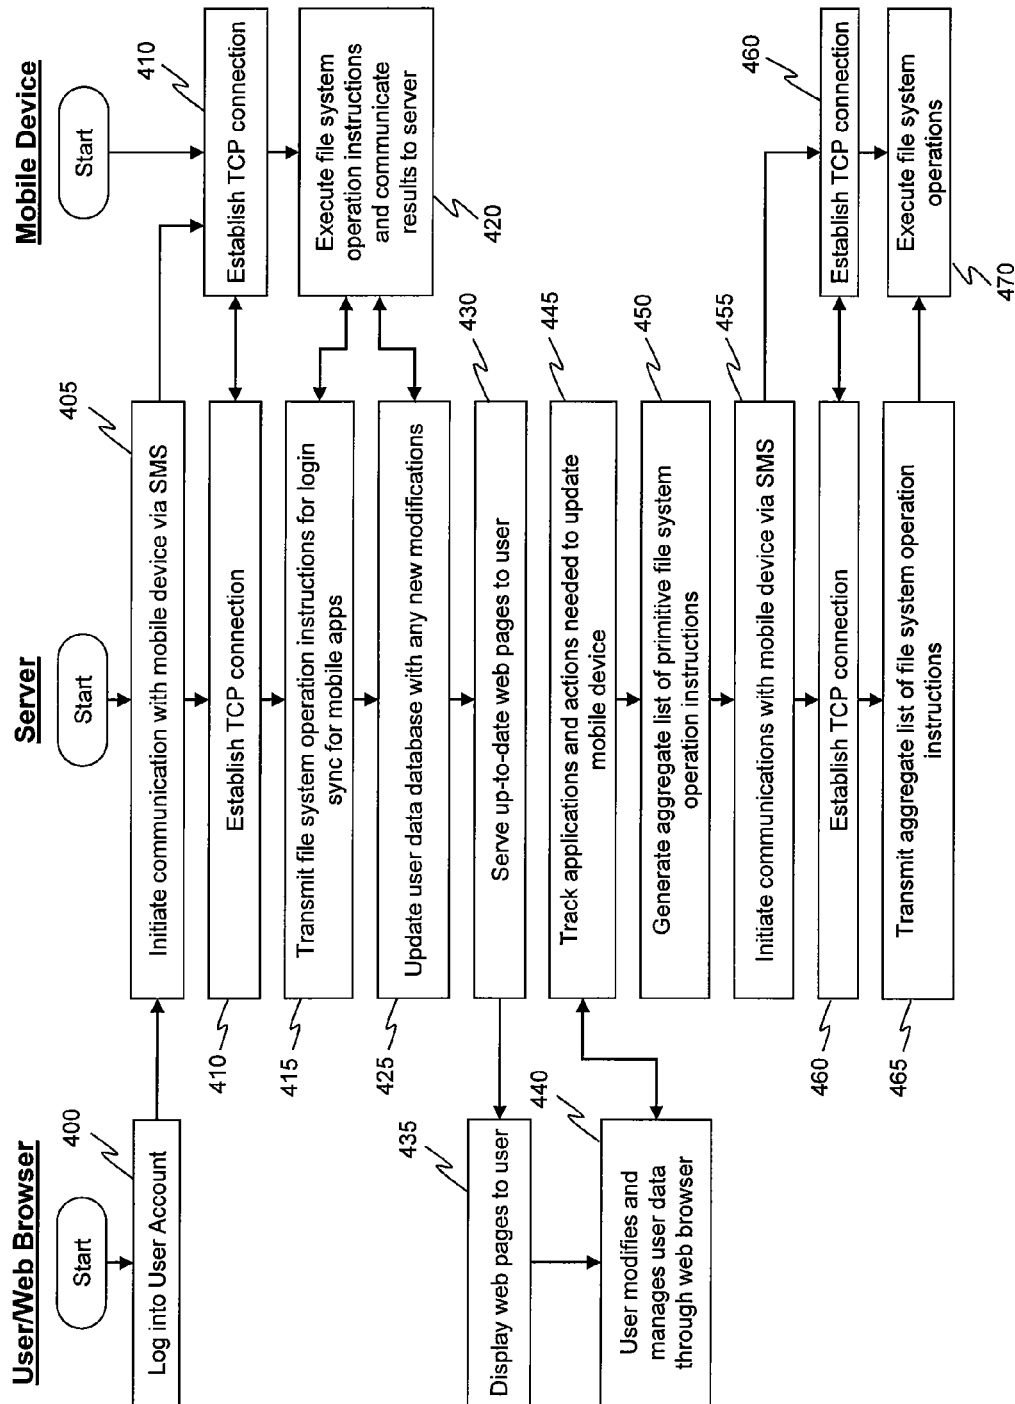 User/Web Browser
Start
400
Log into User Account
435
Display web pages to user
440
User modifies and
manages user data
through web browser
Server
Start
405
Initiate communication with mobile device via SMS
410
Establish TCP connection
415
Transmit file system operation instructions for login
sync for mobile apps
425
Update user data database with any new modifications
430
Serve up-to-date web pages to user
445
Track applications and actions needed to update
mobile device
450
Generate aggregate list of primitive file system
operation instructions
455
Initiate communications with mobile device via SMS
460
Establish TCP connection
465
Transmit aggregate list of file system operation
instructions
Mobile Device
Start
410
Establish TCP connection
Execute file system
operation instructions
and communicate
results to server
420
460
Establish TCP connection
Execute file system
operations
470